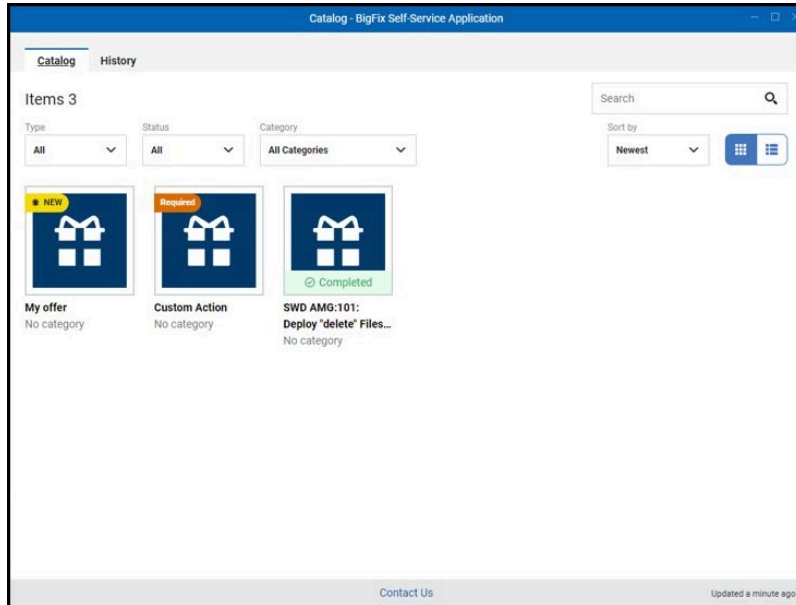 Catalog - BigFix Self-Service Application
Catalog
History
Items 3
Search
Type
Status
Category
Sort by
All
All
All Categories
Newest
NEW
Required
Completed
My offer
No category
Custom Action
No category
SWD AMG:101:
Deploy "delete" Files...
No category
Contact Us
Updated a minute ago